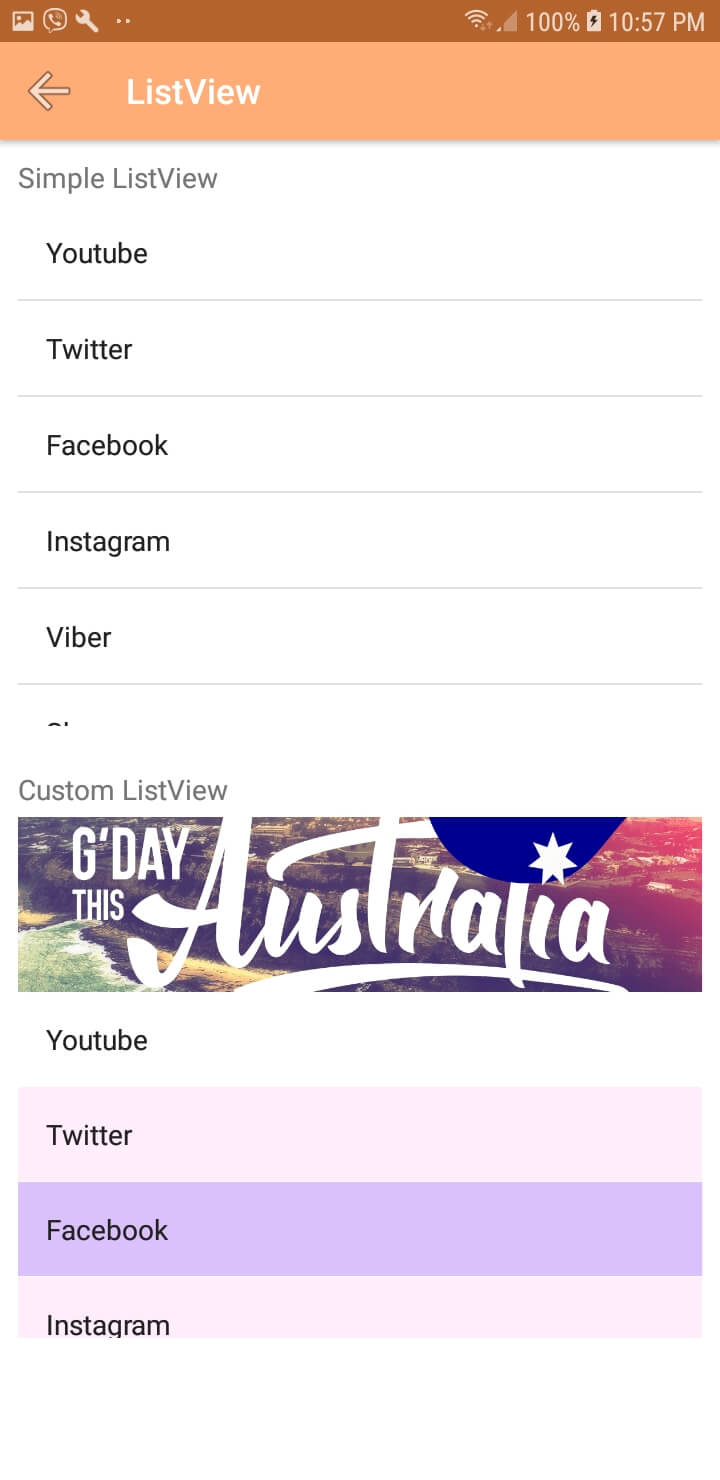 100% 10:57 PM
ListView
Simple ListView
Youtube
Twitter
Facebook
Instagram
Viber
Custom ListView
G'DAY
THIS Australia
Youtube
Twitter
Facebook
Instagram